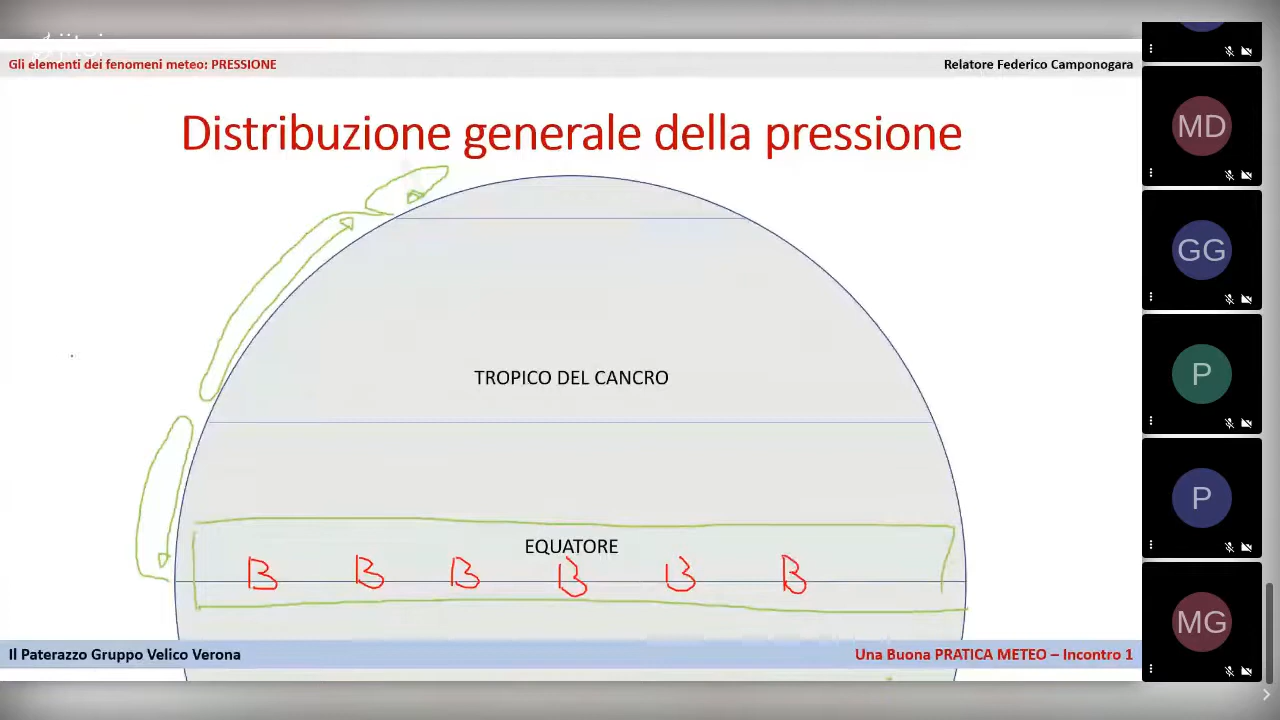 jitsi
Gli elementi dei fenomeni meteo: PRESSIONE
Relatore Federico Camponogara
Distribuzione generale della pressione
TROPICO DEL CANCRO
EQUATORE
B B B B B B
Il Paterazzo Gruppo Velico Verona
Una Buona PRATICA METEO – Incontro 1
MD
GG
P
P
MG